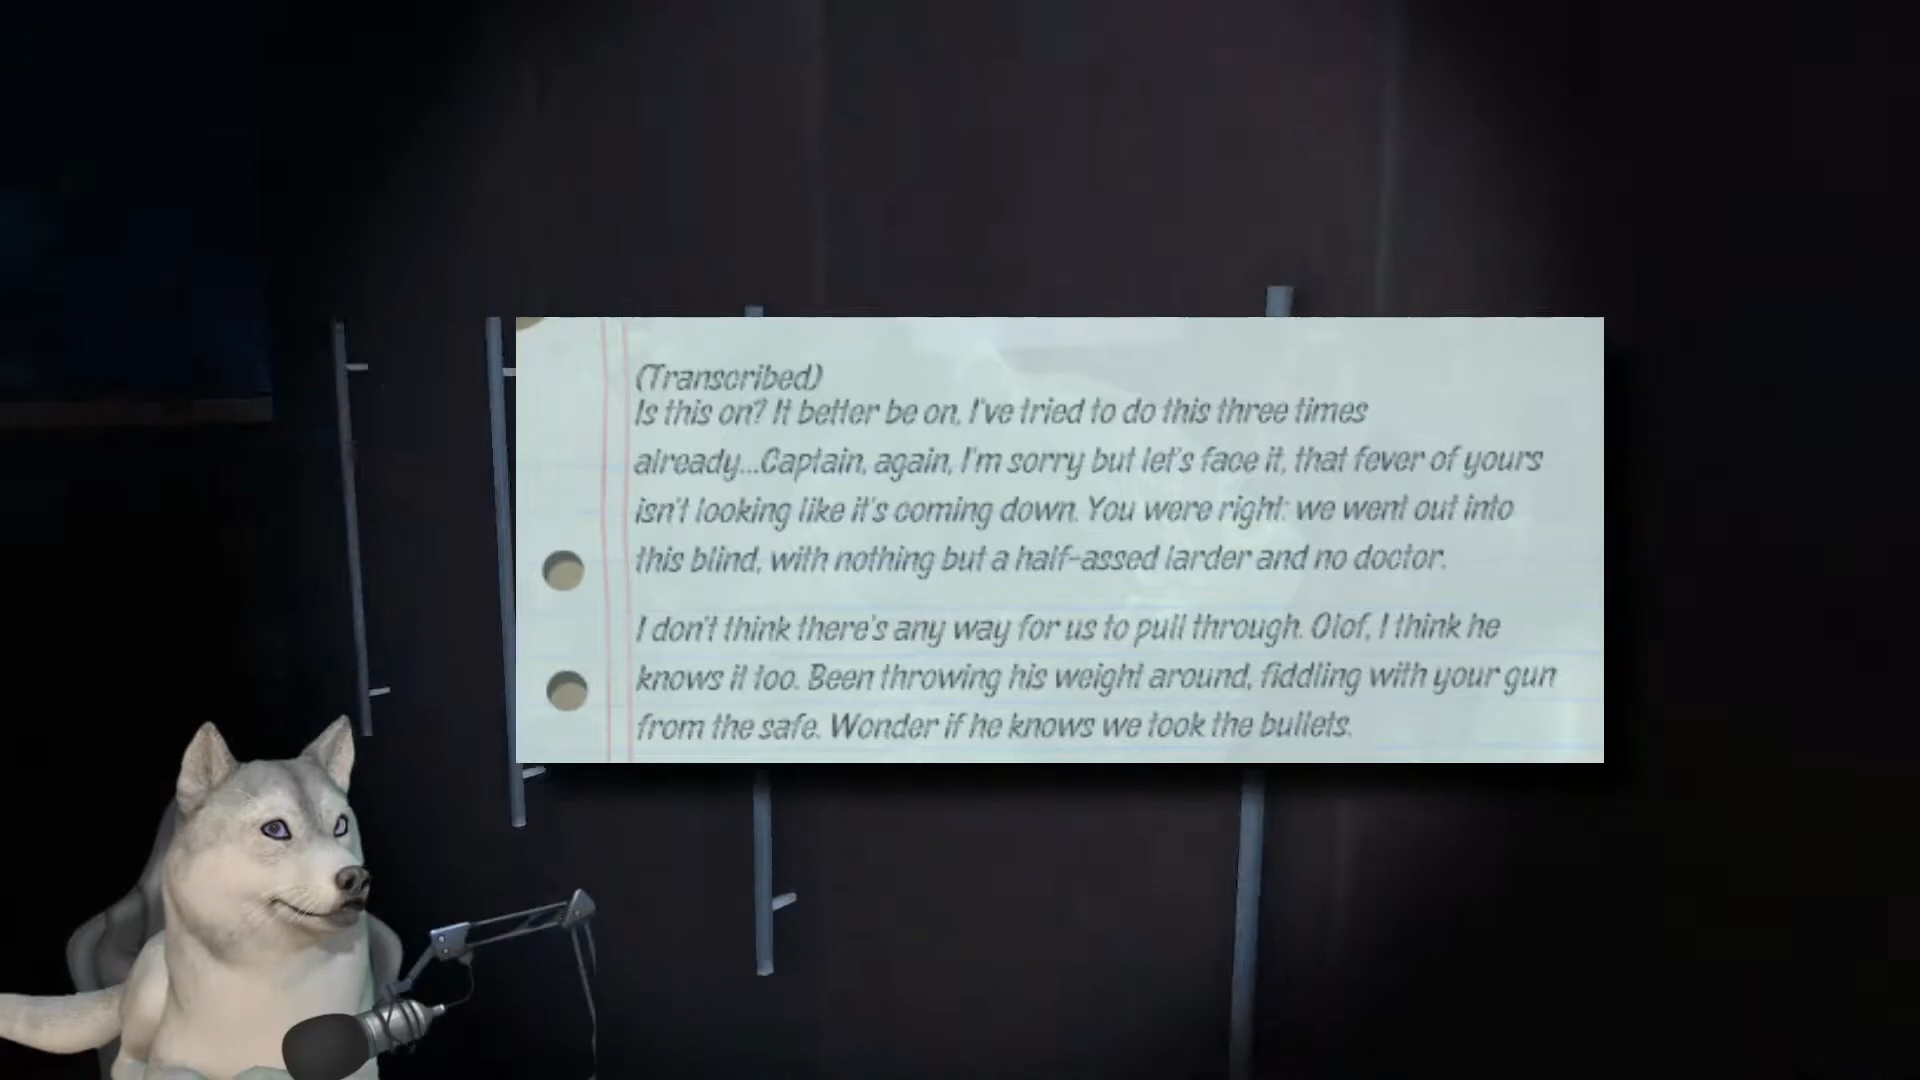 (Transcribed)
Is this on? It better be on, I've tried to do this three times
already...Captain, again, I'm sorry but let's face it, that fever of yours
isn't looking like it's coming down. You were right: we went out into
this blind, with nothing but a half-assed larder and no doctor.
I don't think there's any way for us to pull through. Olof, I think he
knows it too. Been throwing his weight around, fiddling with your gun
from the safe. Wonder if he knows we took the bullets.